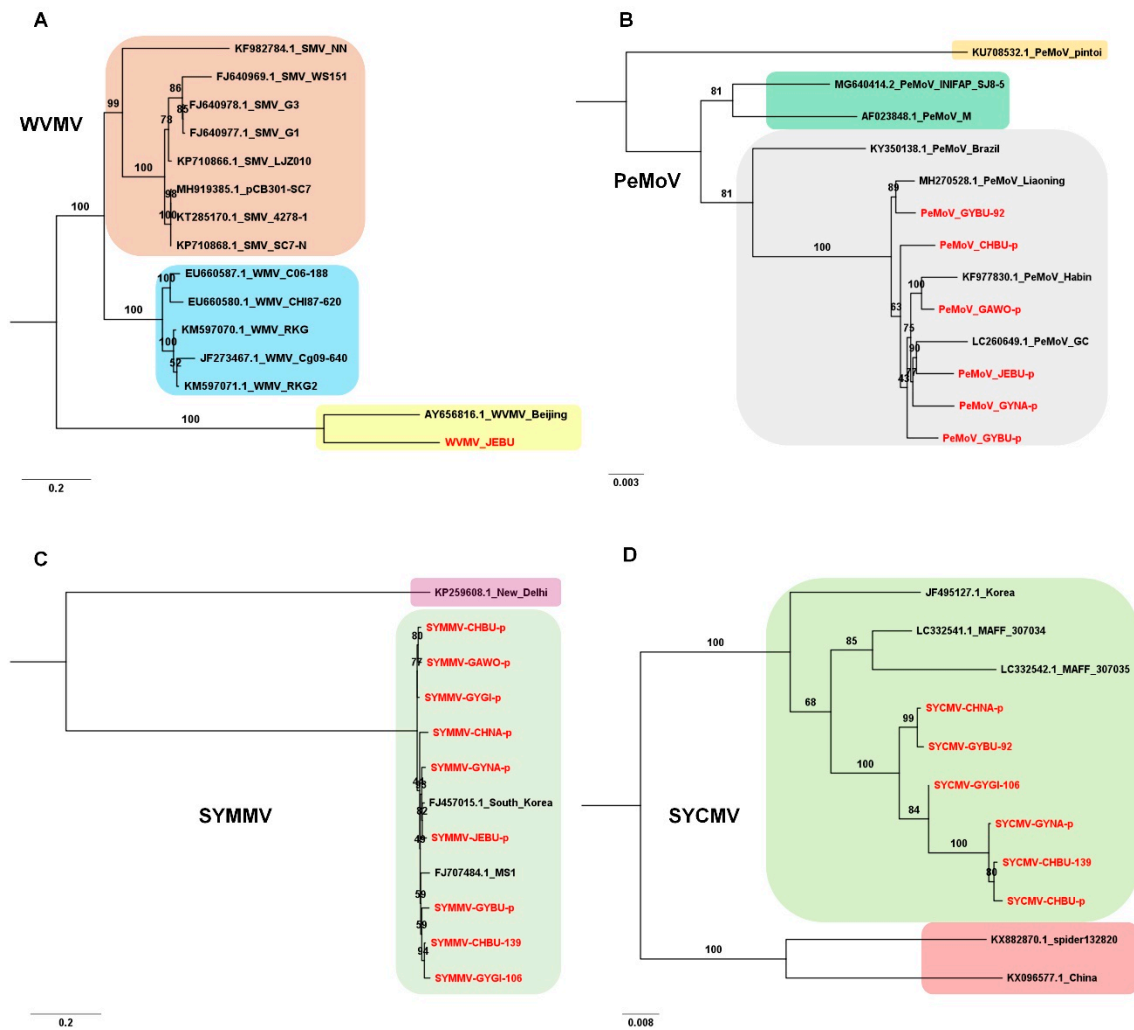 A
KF982784.1_SMV_NN
FJ640969.1_SMV_WS151
86
99
FJ640978.1_SMV_G3
85
WVMV
78
FJ640977.1_SMV_G1
KP710866.1_SMV_LJZ010
100
MH919385.1_pCB301-SC7
98
KT285170.1_SMV_4278-1
100
KP710868.1_SMV_SC7-N
100
EU660587.1_WMV_C06-188
100
EU660580.1_WMV_CHI87-620
100
KM597070.1_WMV_RKG
100
JF273467.1_WMV_Cg09-640
52
KM597071.1_WMV_RKG2
AY656816.1_WVMV_Beijing
100
WVMV_JEBU
0.2
B
KU708532.1_PeMoV_pintoi
MG640414.2_PeMoV_INIFAP_SJ8-5
81
AF023848.1_PeMoV_M
KY350138.1_PeMoV_Brazil
PeMoV
81
MH270528.1_PeMoV_Liaoning
89
PeMoV_GYBU-92
100
PeMoV_CHBU-p
KF977830.1_PeMoV_Habin
100
63
PeMoV_GAWO-p
75
LC260649.1_PeMoV_GC
90
77
PeMoV_JEBU-p
43
PeMoV_GYNA-p
PeMoV_GYBU-p
0.003
C
KP259608.1_New_Delhi
SYMMV-CHBU-p
80
77
SYMMV-GAWO-p
SYMMV-GYGI-p
SYMMV-CHNA-p
SYMMV-GYNA-p
FJ457015.1_South_Korea
82
SYMMV
SYMMV-JEBU-p
49
FJ707484.1_MS1
59
SYMMV-GYBU-p
59
SYMMV-CHBU-139
94
SYMMV-GYGI-106
0.2
D
JF495127.1_Korea
100
LC332541.1_MAFF_307034
85
LC332542.1_MAFF_307035
68
SYCMV-CHNA-p
99
SYCMV-GYBU-92
100
SYCMV-GYGI-106
84
SYCMV-GYNA-p
SYCMV
100
SYCMV-CHBU-139
80
SYCMV-CHBU-p
KX882870.1_spider132820
100
KX096577.1_China
0.008